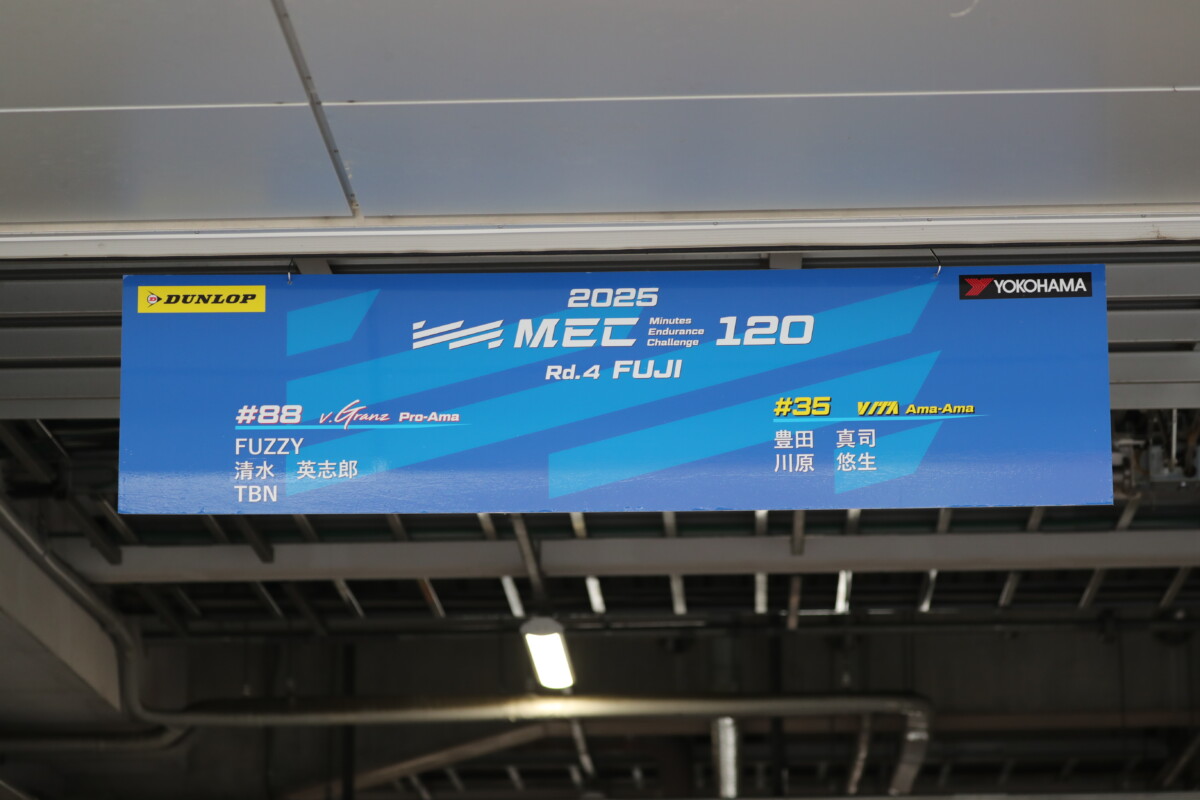 DUNLOP
YOKOHAMA
2025
MEC Minutes Endurance Challenge 120
Rd.4 FUJI
#88 v.Granz Pro-Ama
FUZZY
清水 英志郎
TBN
#35 VITA Ama-Ama
豊田 真司
川原 悠生